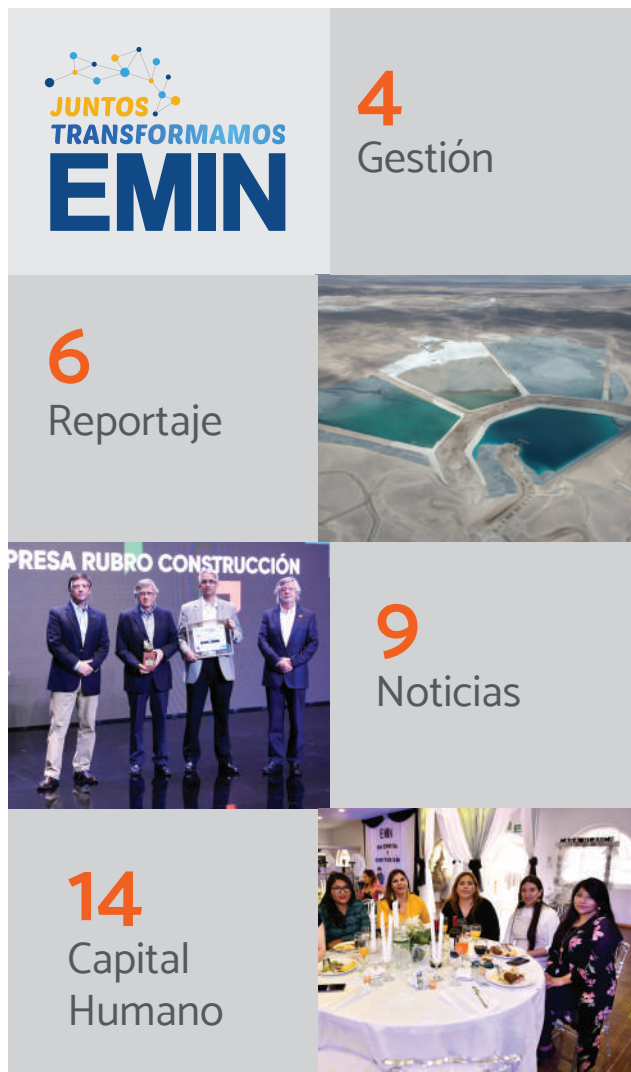 JUNTOS
TRANSFORMAMOS
EMIN
4
Gestión
6
Reportaje
PRESA RUBRO CONSTRUCCIÓN
9
Noticias
14
Capital
Humano
EMIN